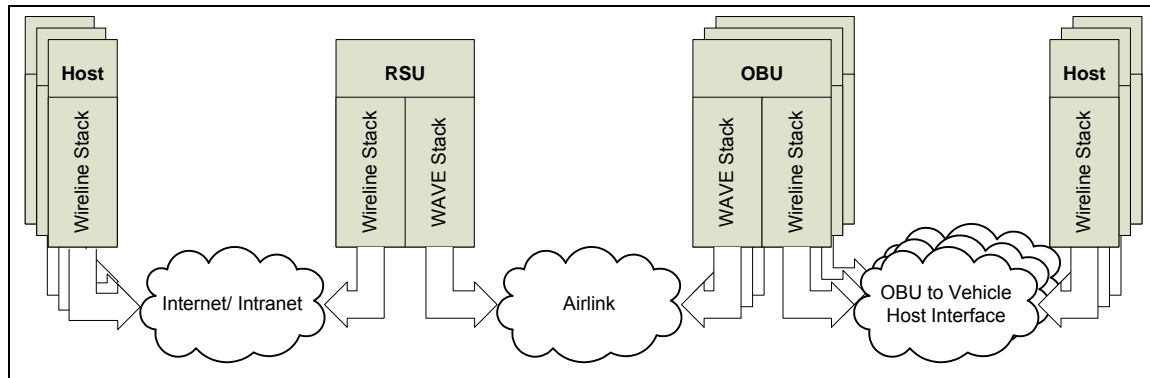 Host
RSU
OBU
Host
Wireline Stack
Wireline Stack
WAVE Stack
WAVE Stack
Wireline Stack
Wireline Stack
Internet/ Intranet
Airlink
OBU to Vehicle
Host Interface